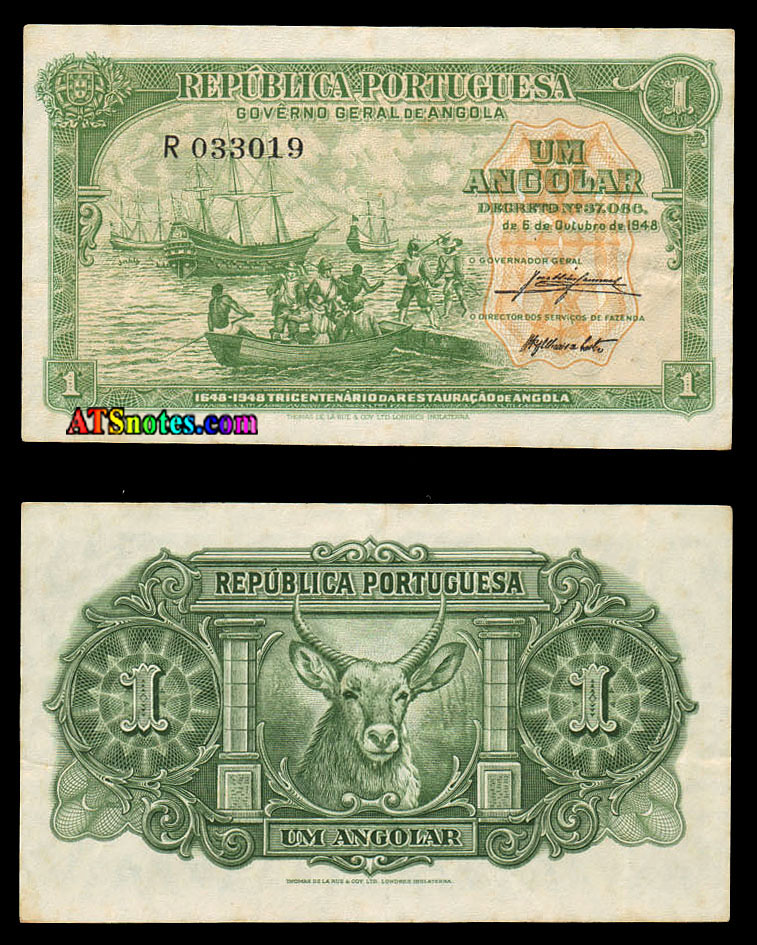 REPÚBLICA PORTUGUESA
1
GOVÊRNO GERAL DE ANGOLA
R 033019
UM
ANGOLAR
DECRETO Nº 37.086,
de 6 de Outubro de 1948
O GOVERNADOR GERAL
O DIRECTOR DOS SERVIÇOS DE FAZENDA
1
1
1648-1948 TRICENTENÁRIO DA RESTAURAÇÃO DE ANGOLA
ATSnotes.com
THOMAS DE LA RUE & COY. LTD. LONDRES INGLATERRA.
REPÚBLICA PORTUGUESA
1
1
UM ANGOLAR
THOMAS DE LA RUE & COY. LTD. LONDRES INGLATERRA.